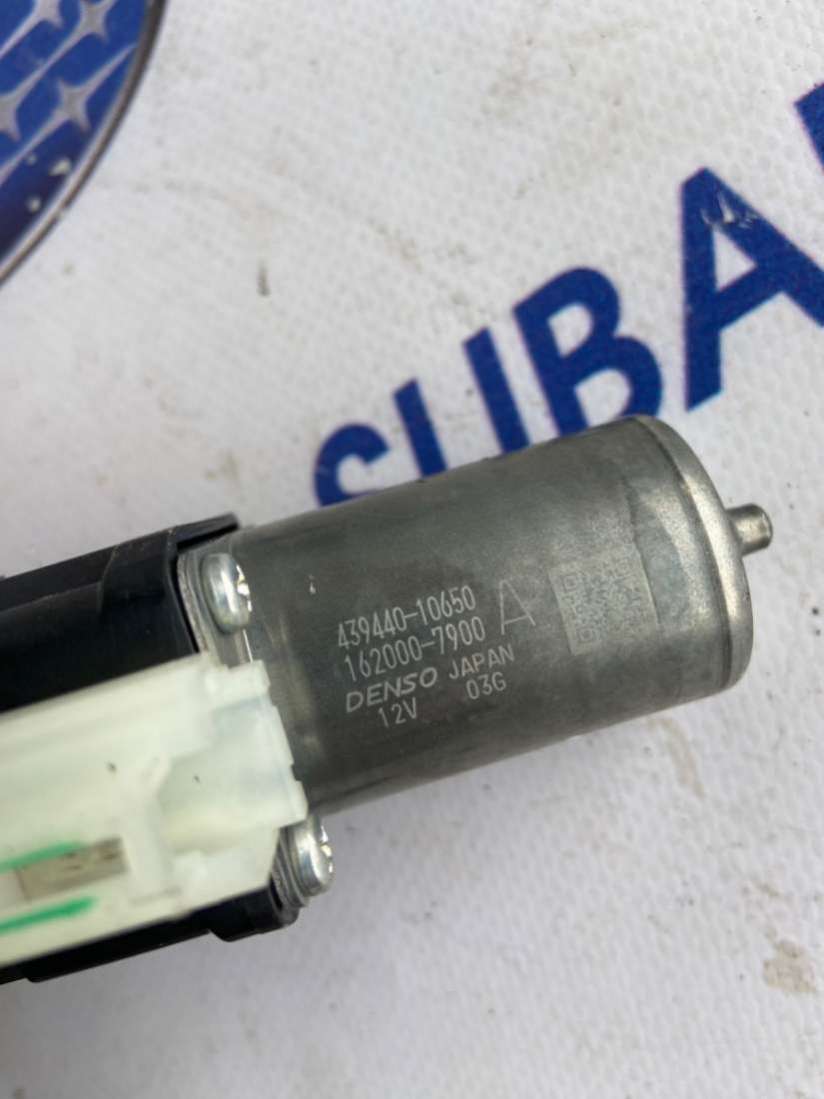 SUBA
439440-10650
162000-7900 A
DENSO JAPAN
12V 03G